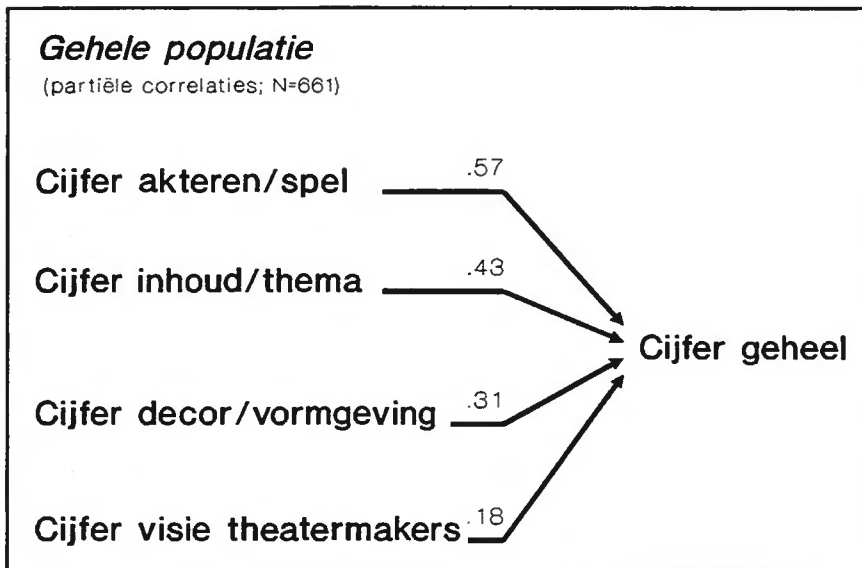 Gehele populatie
(partiële correlaties; N=661)
Cijfer akteren/spel .57
Cijfer inhoud/thema .43
Cijfer geheel
Cijfer decor/vormgeving .31
Cijfer visie theatermakers .18